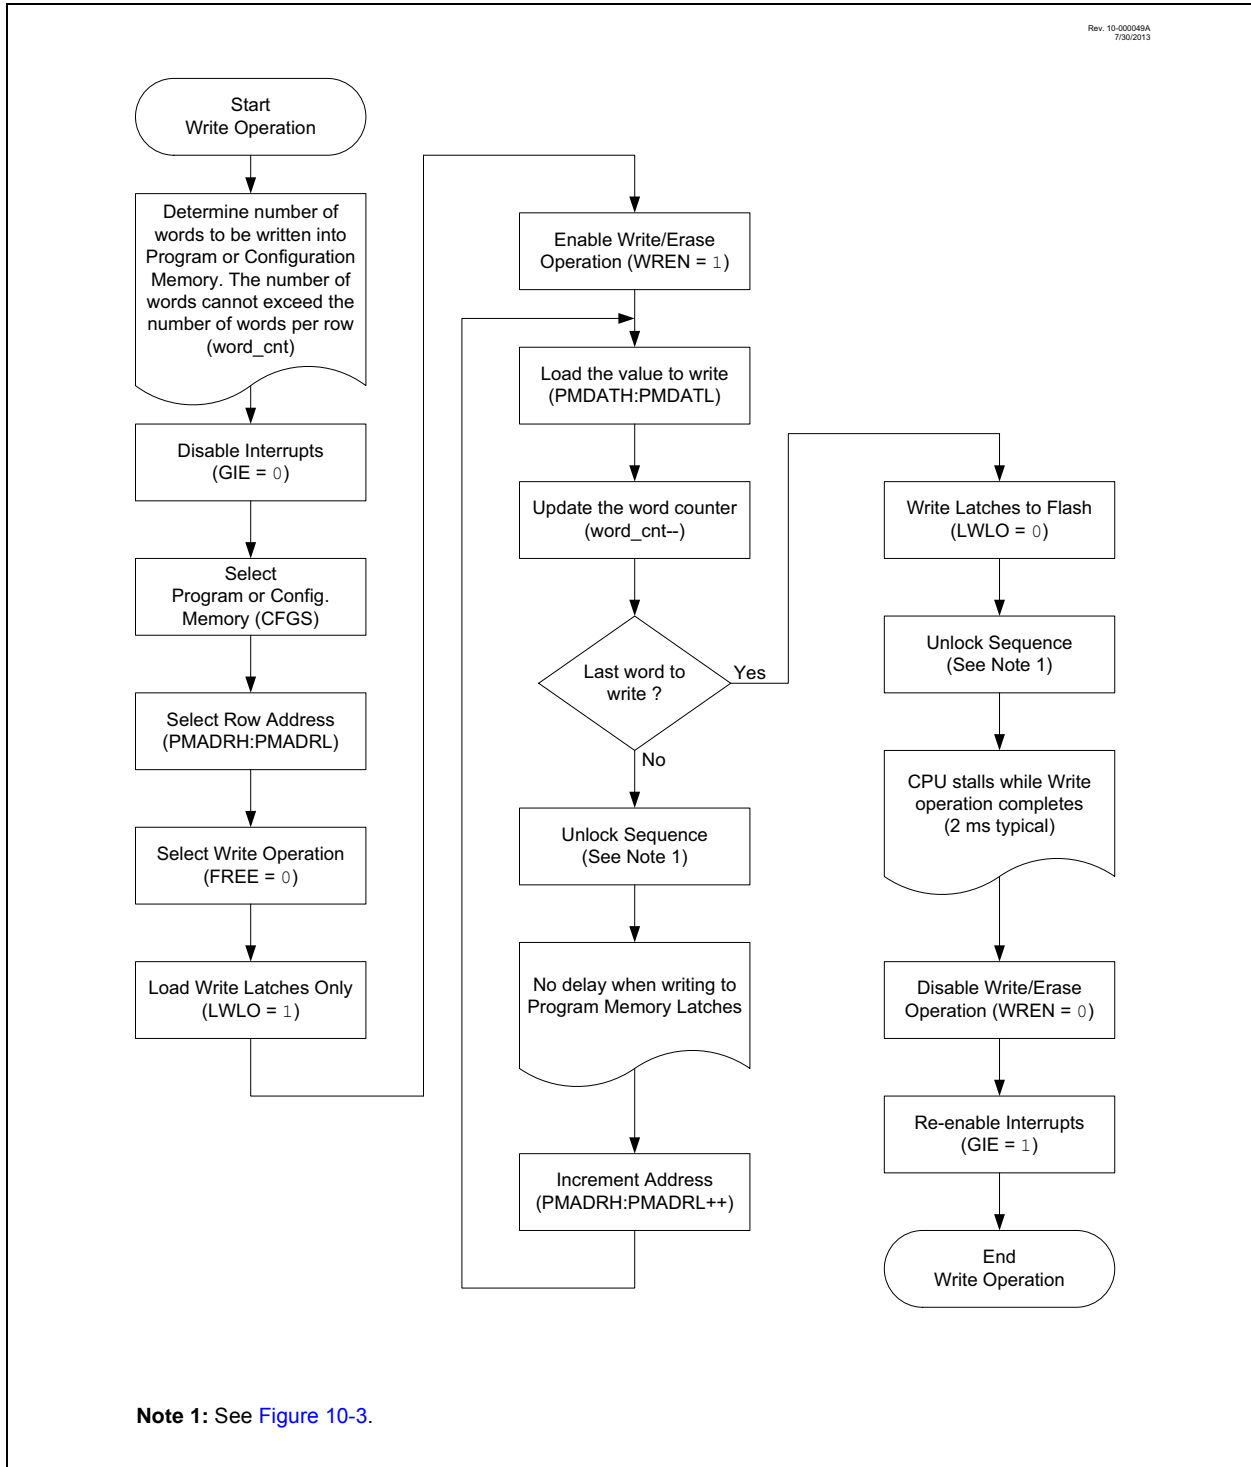 Rev. 10-000049A
7/30/2013
Start
Write Operation
Determine number of
words to be written into
Program or Configuration
Memory. The number of
words cannot exceed the
number of words per row
(word_cnt)
Disable Interrupts
(GIE = 0)
Select
Program or Config.
Memory (CFGS)
Select Row Address
(PMADRH:PMADRL)
Select Write Operation
(FREE = 0)
Load Write Latches Only
(LWLO = 1)
Enable Write/Erase
Operation (WREN = 1)
Load the value to write
(PMDATH:PMDATL)
Update the word counter
(word_cnt--)
Last word to
write ?
Yes
No
Unlock Sequence
(See Note 1)
No delay when writing to
Program Memory Latches
Increment Address
(PMADRH:PMADRL++)
Write Latches to Flash
(LWLO = 0)
Unlock Sequence
(See Note 1)
CPU stalls while Write
operation completes
(2 ms typical)
Disable Write/Erase
Operation (WREN = 0)
Re-enable Interrupts
(GIE = 1)
End
Write Operation
Note 1: See Figure 10-3.